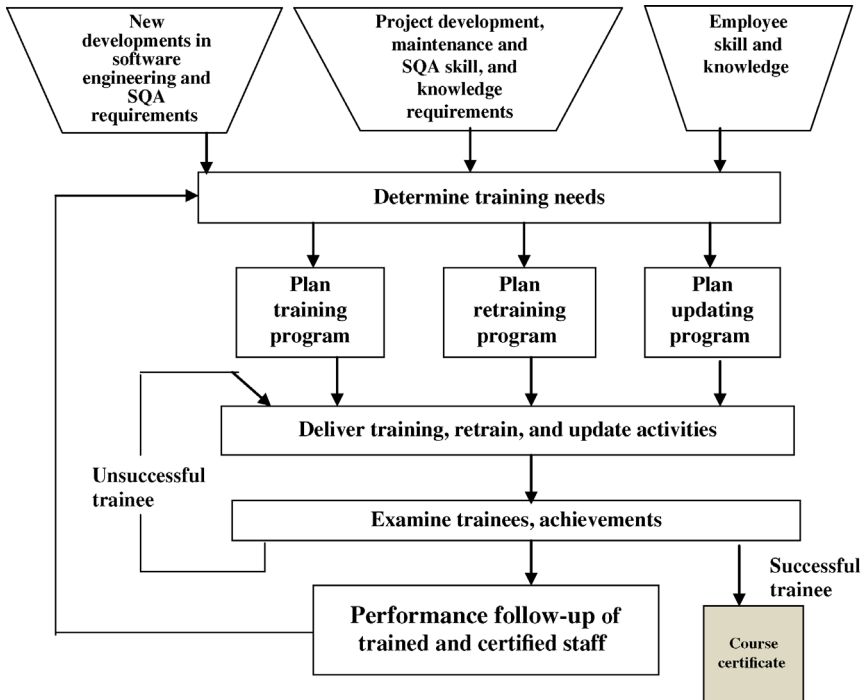 New
developments in
software
engineering and
SQA
requirements
Project development,
maintenance and
SQA skill, and
knowledge
requirements
Employee
skill and
knowledge
Determine training needs
Plan
training
program
Plan
retraining
program
Plan
updating
program
Deliver training, retrain, and update activities
Unsuccessful
trainee
Examine trainees, achievements
Successful
trainee
Performance follow-up of
trained and certified staff
Course
certificate